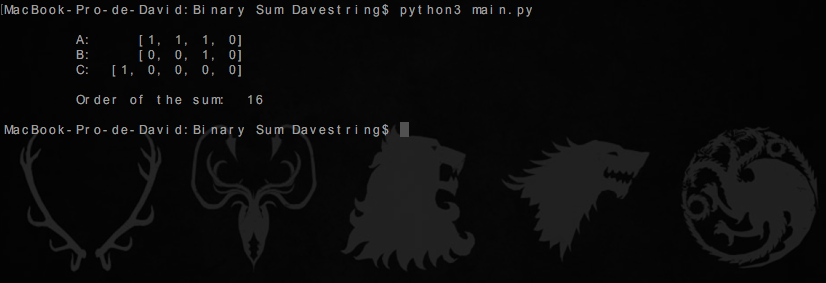 [MacBook-Pro-de-David:Binary Sum Davestring$ python3 main.py
A: [1, 1, 1, 0]
B: [0, 0, 1, 0]
C: [1, 0, 0, 0, 0]
Order of the sum: 16
MacBook-Pro-de-David:Binary Sum Davestring$